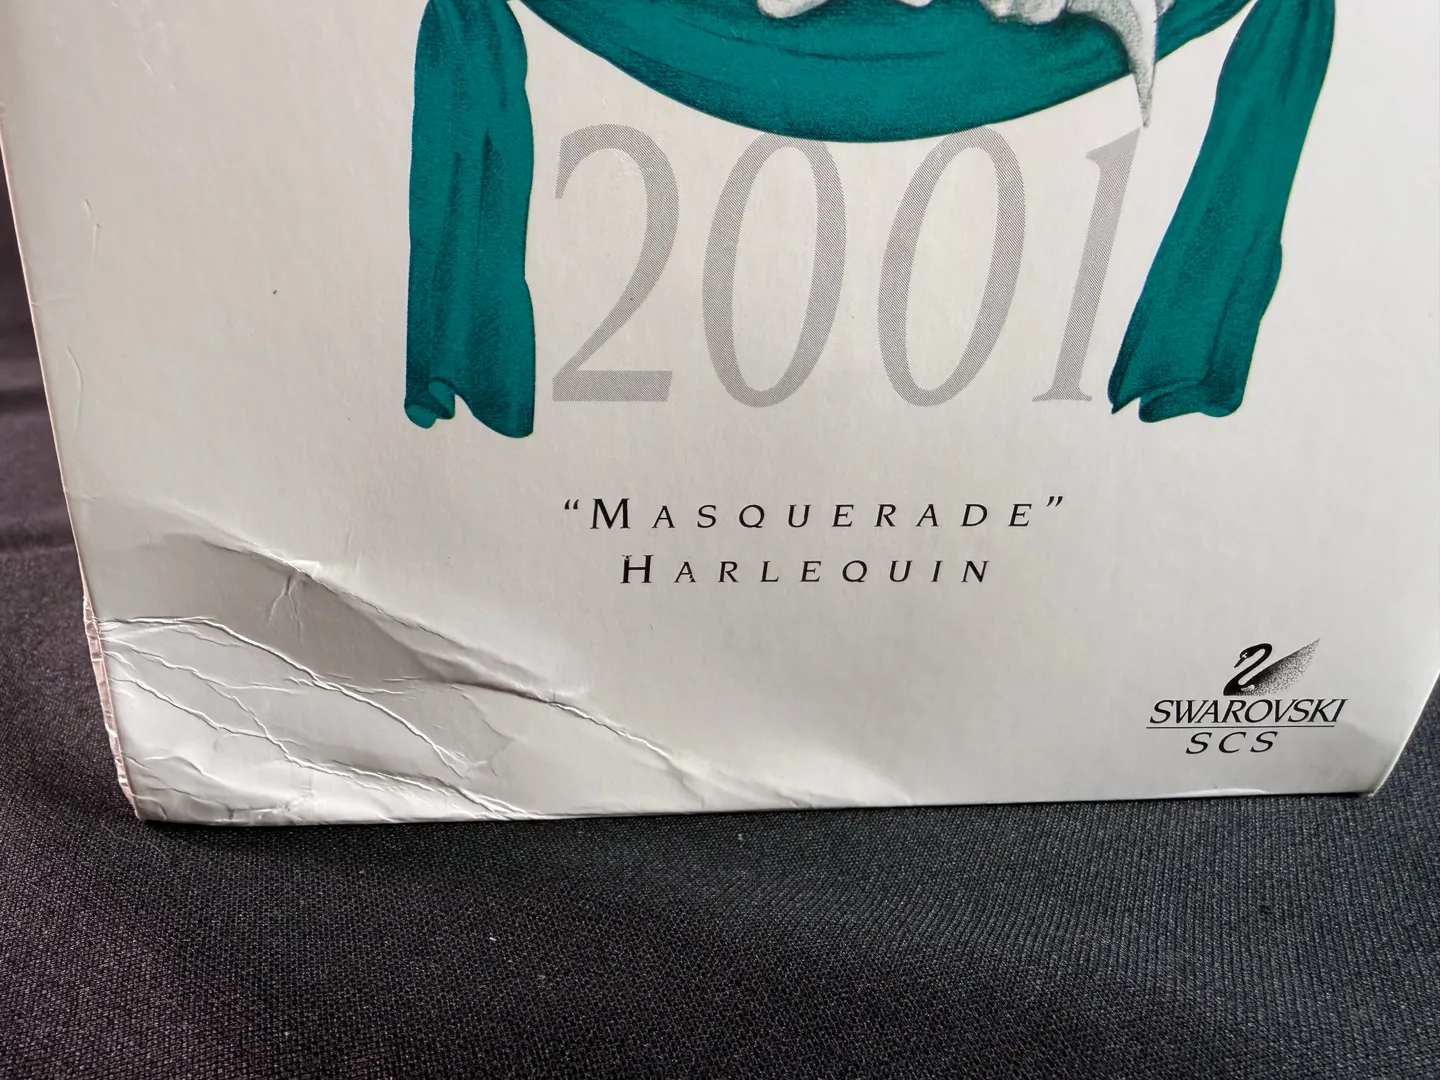 2001
“MASQUERADE”
HARLEQUIN
SWAROVSKI
SCS